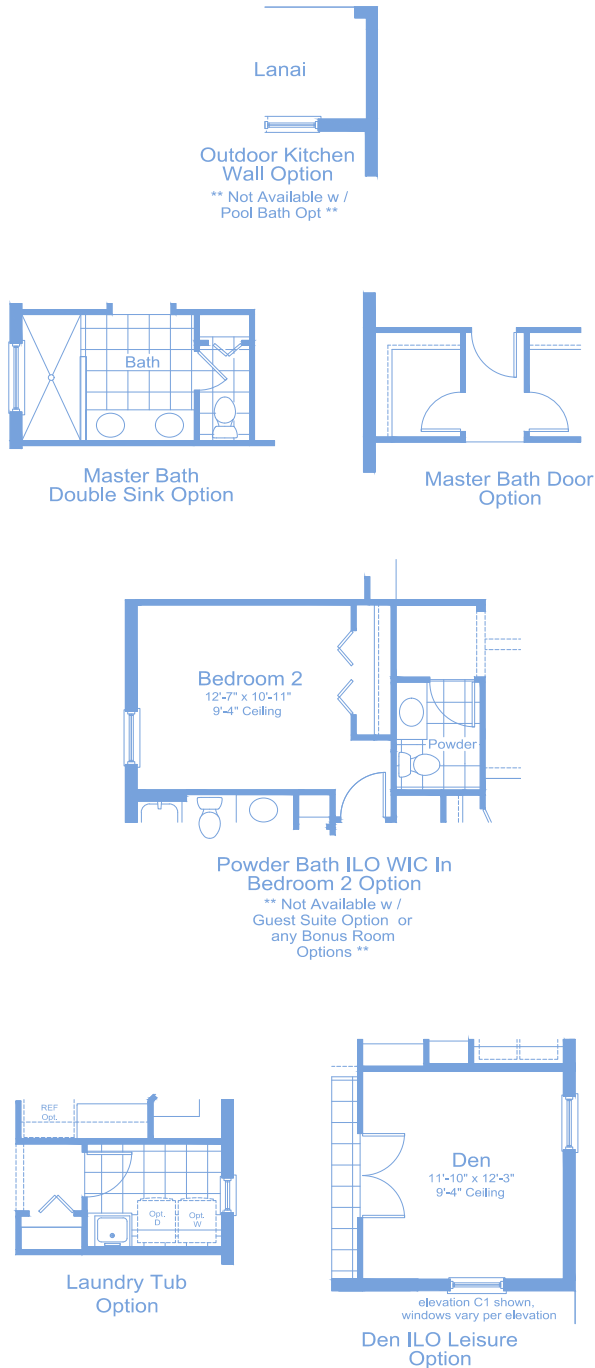 Lanai
Outdoor Kitchen
Wall Option
** Not Available w /
Pool Bath Opt **
Bath
Master Bath
Double Sink Option
Master Bath Door
Option
Bedroom 2
12'-7" x 10'-11"
9'-4" Ceiling
Powder
Powder Bath ILO WIC In
Bedroom 2 Option
** Not Available w /
Guest Suite Option or
any Bonus Room
Options **
REF
Opt.
Opt.
D
Opt.
W
Laundry Tub
Option
Den
11'-10" x 12'-3"
9'-4" Ceiling
elevation C1 shown,
windows vary per elevation
Den ILO Leisure
Option